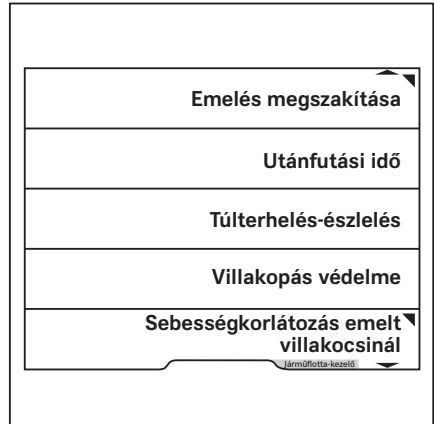 Emelés megszakítása
Utánfutási idő
Túlterhelés-észlelés
Villakopás védelme
Sebességkorlátozás emelt
villakocsinál
Járműflotta-kezelő